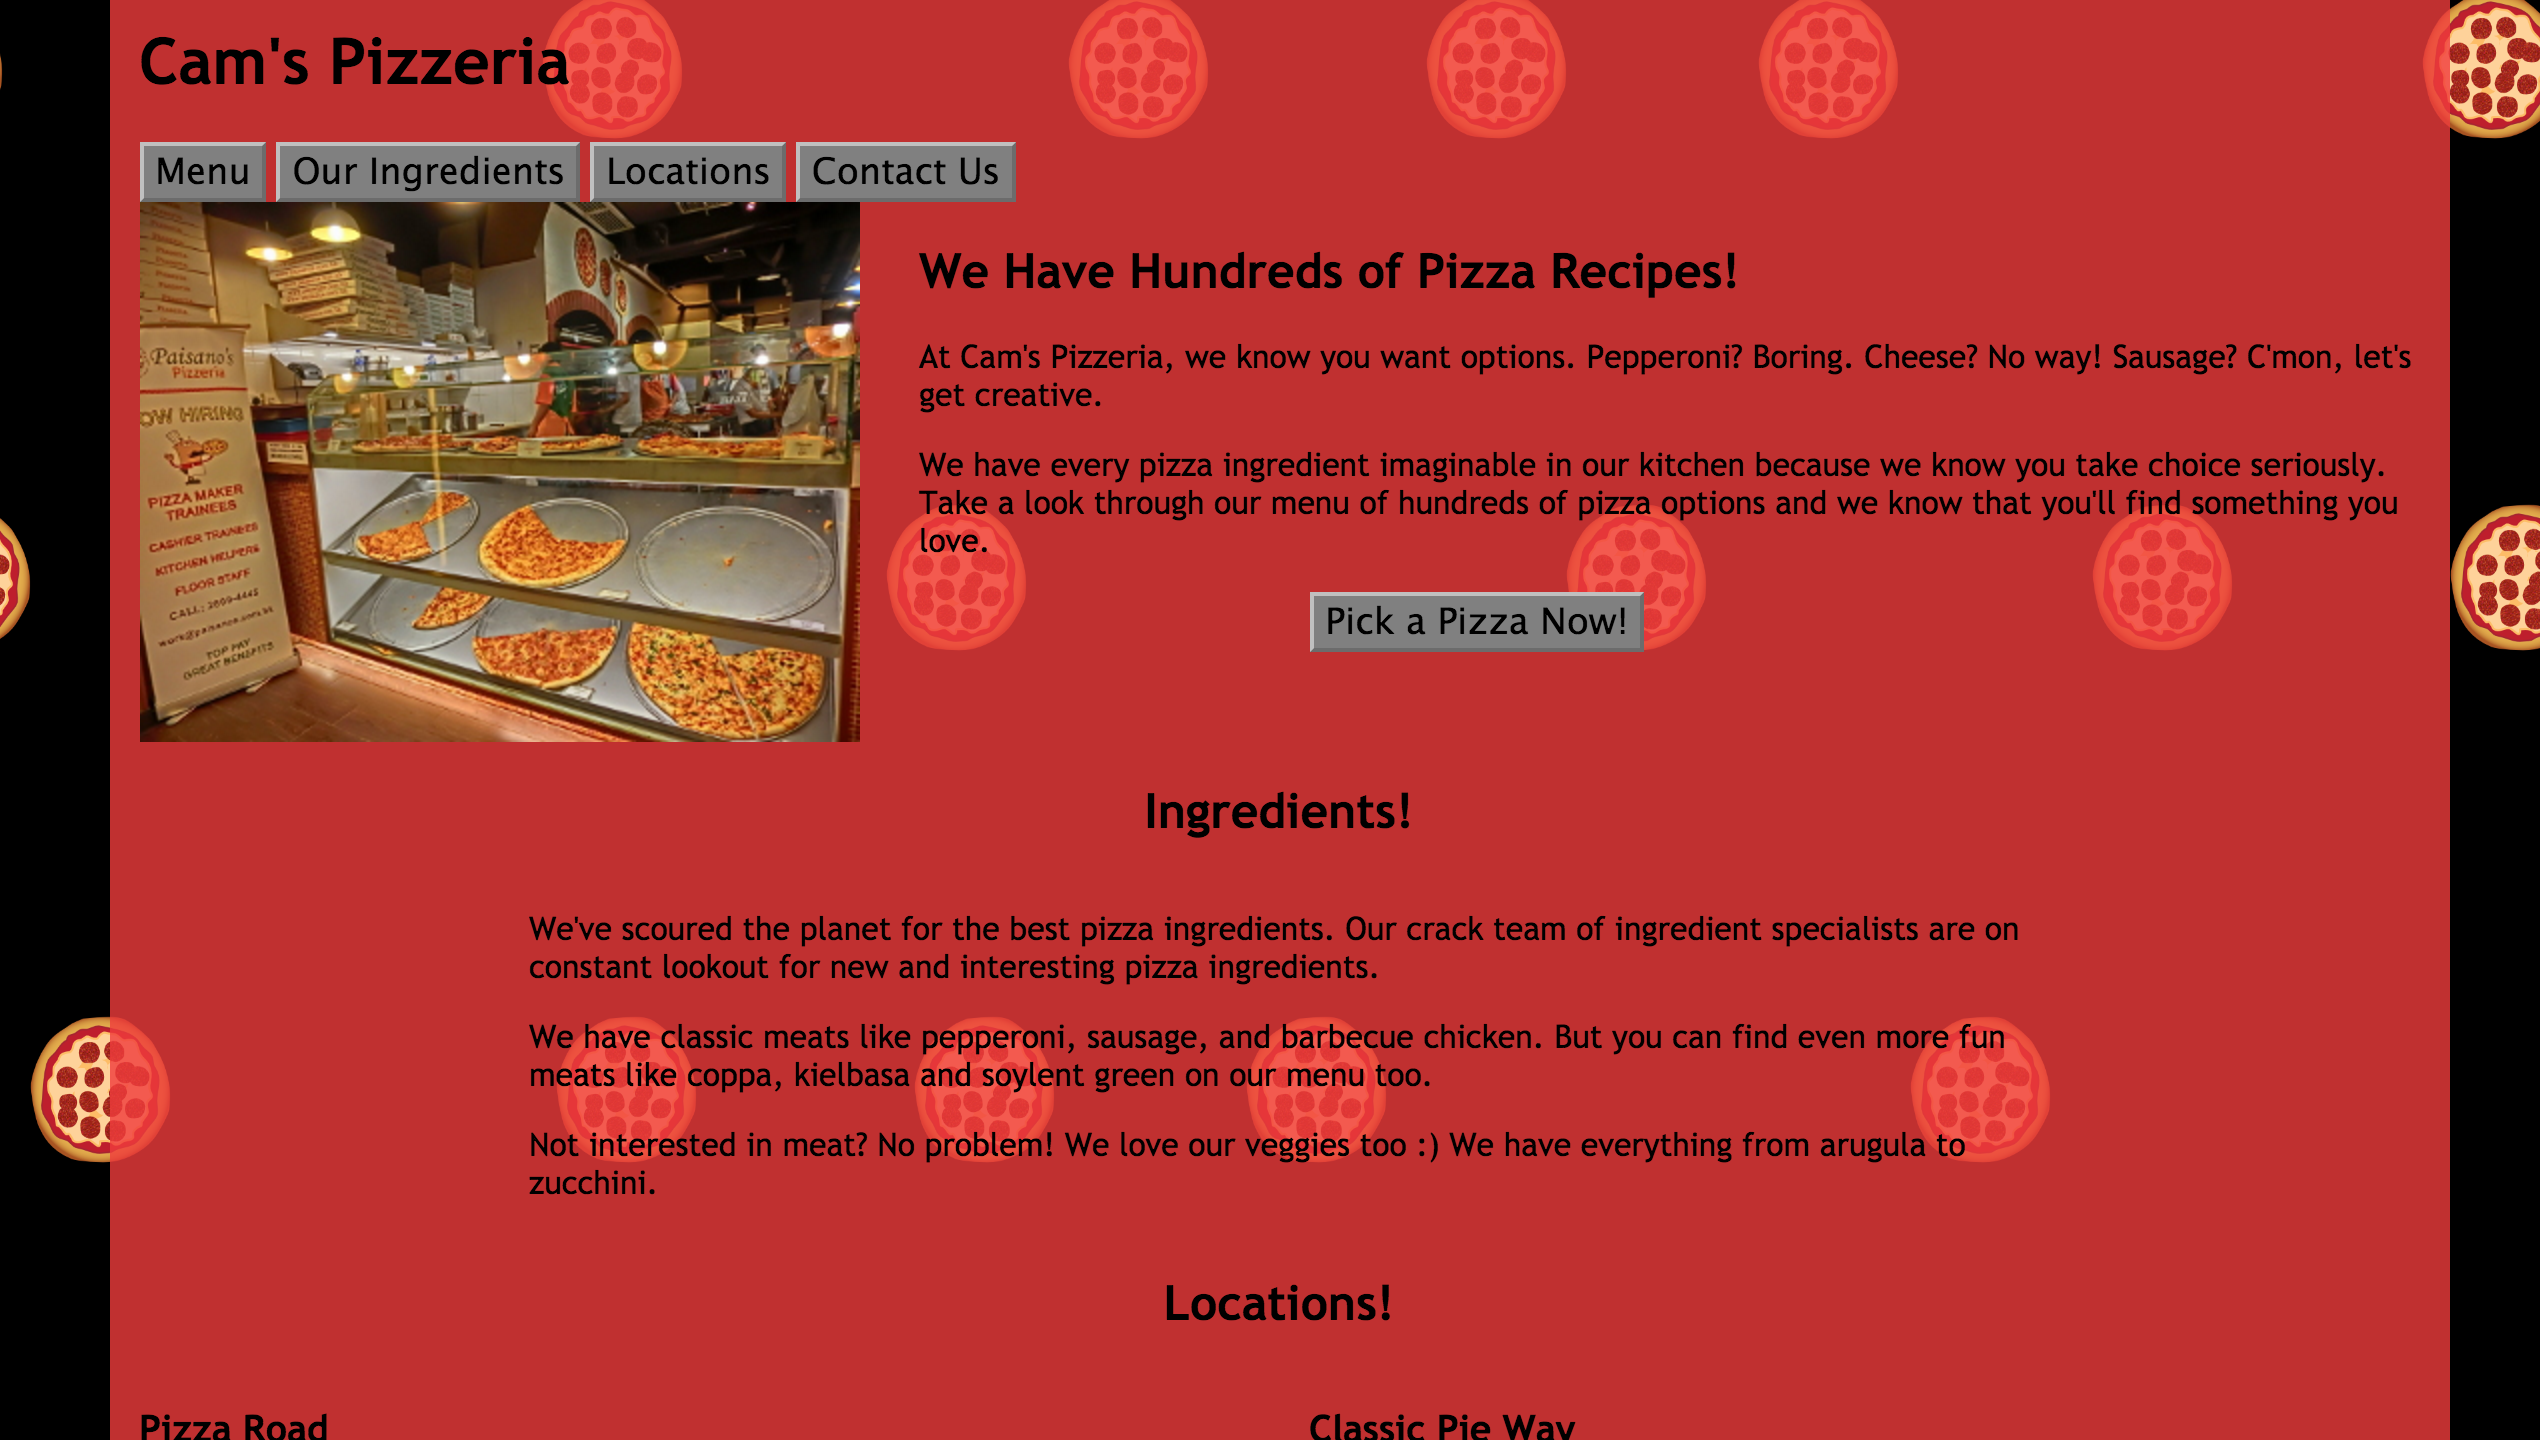 Cam's Pizzeria
Menu Our Ingredients Locations Contact Us
Paisano's
Pizzeria
OW HIRING
PIZZA MAKER
TRAINEES
CASHIER TRAINEES
KITCHEN HELPERS
FLOOR STAFF
CALL:
TOP PAY
GREAT BENEFITS
We Have Hundreds of Pizza Recipes!
At Cam's Pizzeria, we know you want options. Pepperoni? Boring. Cheese? No way! Sausage? C'mon, let's
get creative.
We have every pizza ingredient imaginable in our kitchen because we know you take choice seriously.
Take a look through our menu of hundreds of pizza options and we know that you'll find something you
love.
Pick a Pizza Now!
Ingredients!
We've scoured the planet for the best pizza ingredients. Our crack team of ingredient specialists are on
constant lookout for new and interesting pizza ingredients.
We have classic meats like pepperoni, sausage, and barbecue chicken. But you can find even more fun
meats like coppa, kielbasa and soylent green on our menu too.
Not interested in meat? No problem! We love our veggies too :) We have everything from arugula to
zucchini.
Locations!
Pizza Road Classic Pie Way